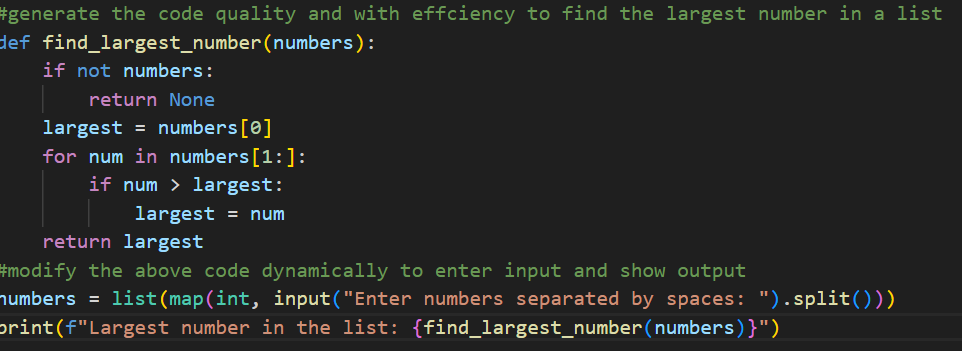 #generate the code quality and with effciency to find the largest number in a list
def find_largest_number(numbers):
    if not numbers:
        return None
    largest = numbers[0]
    for num in numbers[1:]:
        if num > largest:
            largest = num
    return largest
#modify the above code dynamically to enter input and show output
numbers = list(map(int, input("Enter numbers separated by spaces: ").split()))
print(f"Largest number in the list: {find_largest_number(numbers)}")